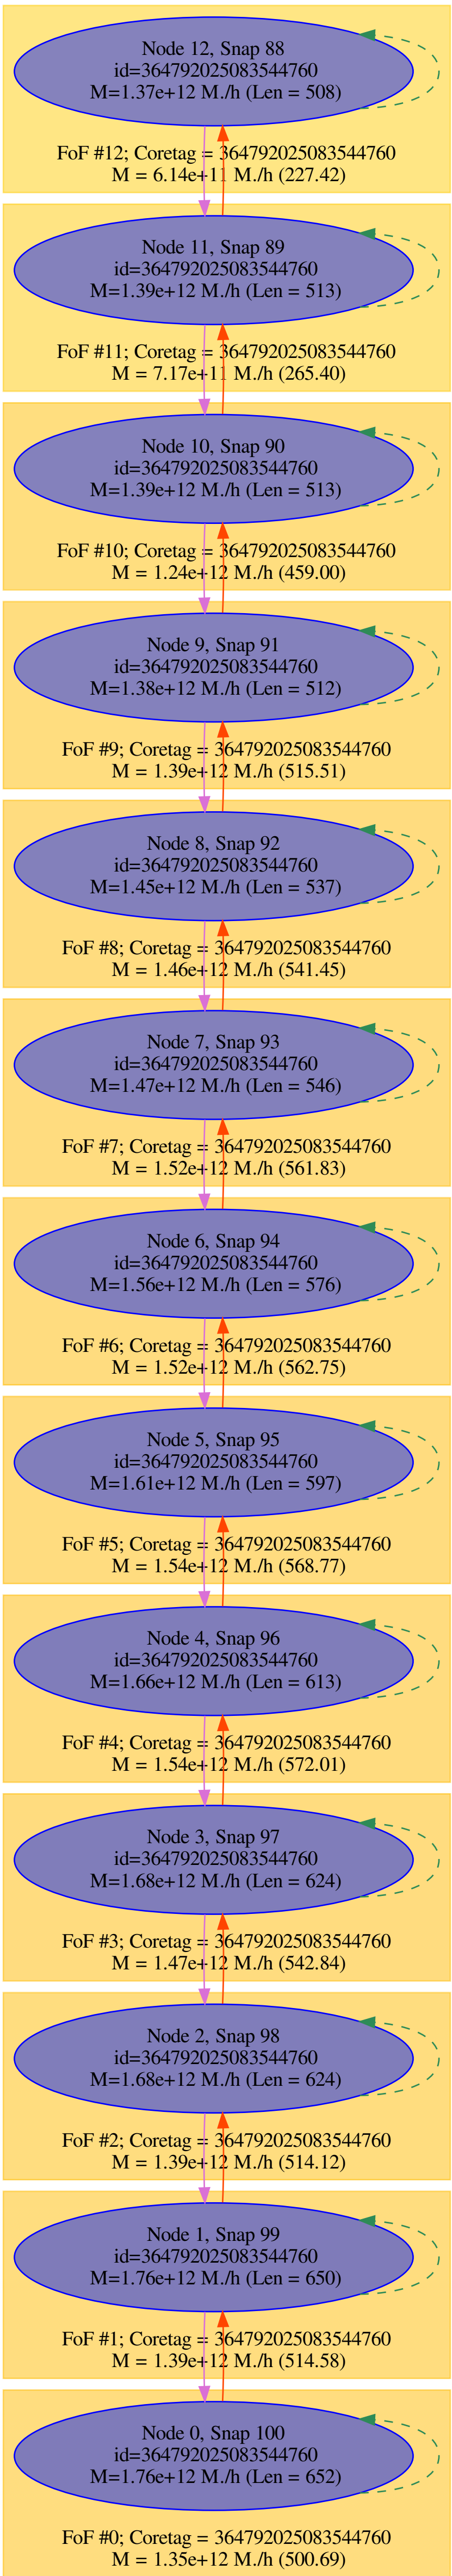 Node 12, Snap 88
id=364792025083544760
M=1.37e+12 M./h (Len = 508)
FoF #12; Coretag = 364792025083544760
M = 6.14e+11 M./h (227.42)
Node 11, Snap 89
id=364792025083544760
M=1.39e+12 M./h (Len = 513)
FoF #11; Coretag = 364792025083544760
M = 7.17e+11 M./h (265.40)
Node 10, Snap 90
id=364792025083544760
M=1.39e+12 M./h (Len = 513)
FoF #10; Coretag = 364792025083544760
M = 1.24e+12 M./h (459.00)
Node 9, Snap 91
id=364792025083544760
M=1.38e+12 M./h (Len = 512)
FoF #9; Coretag = 364792025083544760
M = 1.39e+12 M./h (515.51)
Node 8, Snap 92
id=364792025083544760
M=1.45e+12 M./h (Len = 537)
FoF #8; Coretag = 364792025083544760
M = 1.46e+12 M./h (541.45)
Node 7, Snap 93
id=364792025083544760
M=1.47e+12 M./h (Len = 546)
FoF #7; Coretag = 364792025083544760
M = 1.52e+12 M./h (561.83)
Node 6, Snap 94
id=364792025083544760
M=1.56e+12 M./h (Len = 576)
FoF #6; Coretag = 364792025083544760
M = 1.52e+12 M./h (562.75)
Node 5, Snap 95
id=364792025083544760
M=1.61e+12 M./h (Len = 597)
FoF #5; Coretag = 364792025083544760
M = 1.54e+12 M./h (568.77)
Node 4, Snap 96
id=364792025083544760
M=1.66e+12 M./h (Len = 613)
FoF #4; Coretag = 364792025083544760
M = 1.54e+12 M./h (572.01)
Node 3, Snap 97
id=364792025083544760
M=1.68e+12 M./h (Len = 624)
FoF #3; Coretag = 364792025083544760
M = 1.47e+12 M./h (542.84)
Node 2, Snap 98
id=364792025083544760
M=1.68e+12 M./h (Len = 624)
FoF #2; Coretag = 364792025083544760
M = 1.39e+12 M./h (514.12)
Node 1, Snap 99
id=364792025083544760
M=1.76e+12 M./h (Len = 650)
FoF #1; Coretag = 364792025083544760
M = 1.39e+12 M./h (514.58)
Node 0, Snap 100
id=364792025083544760
M=1.76e+12 M./h (Len = 652)
FoF #0; Coretag = 364792025083544760
M = 1.35e+12 M./h (500.69)